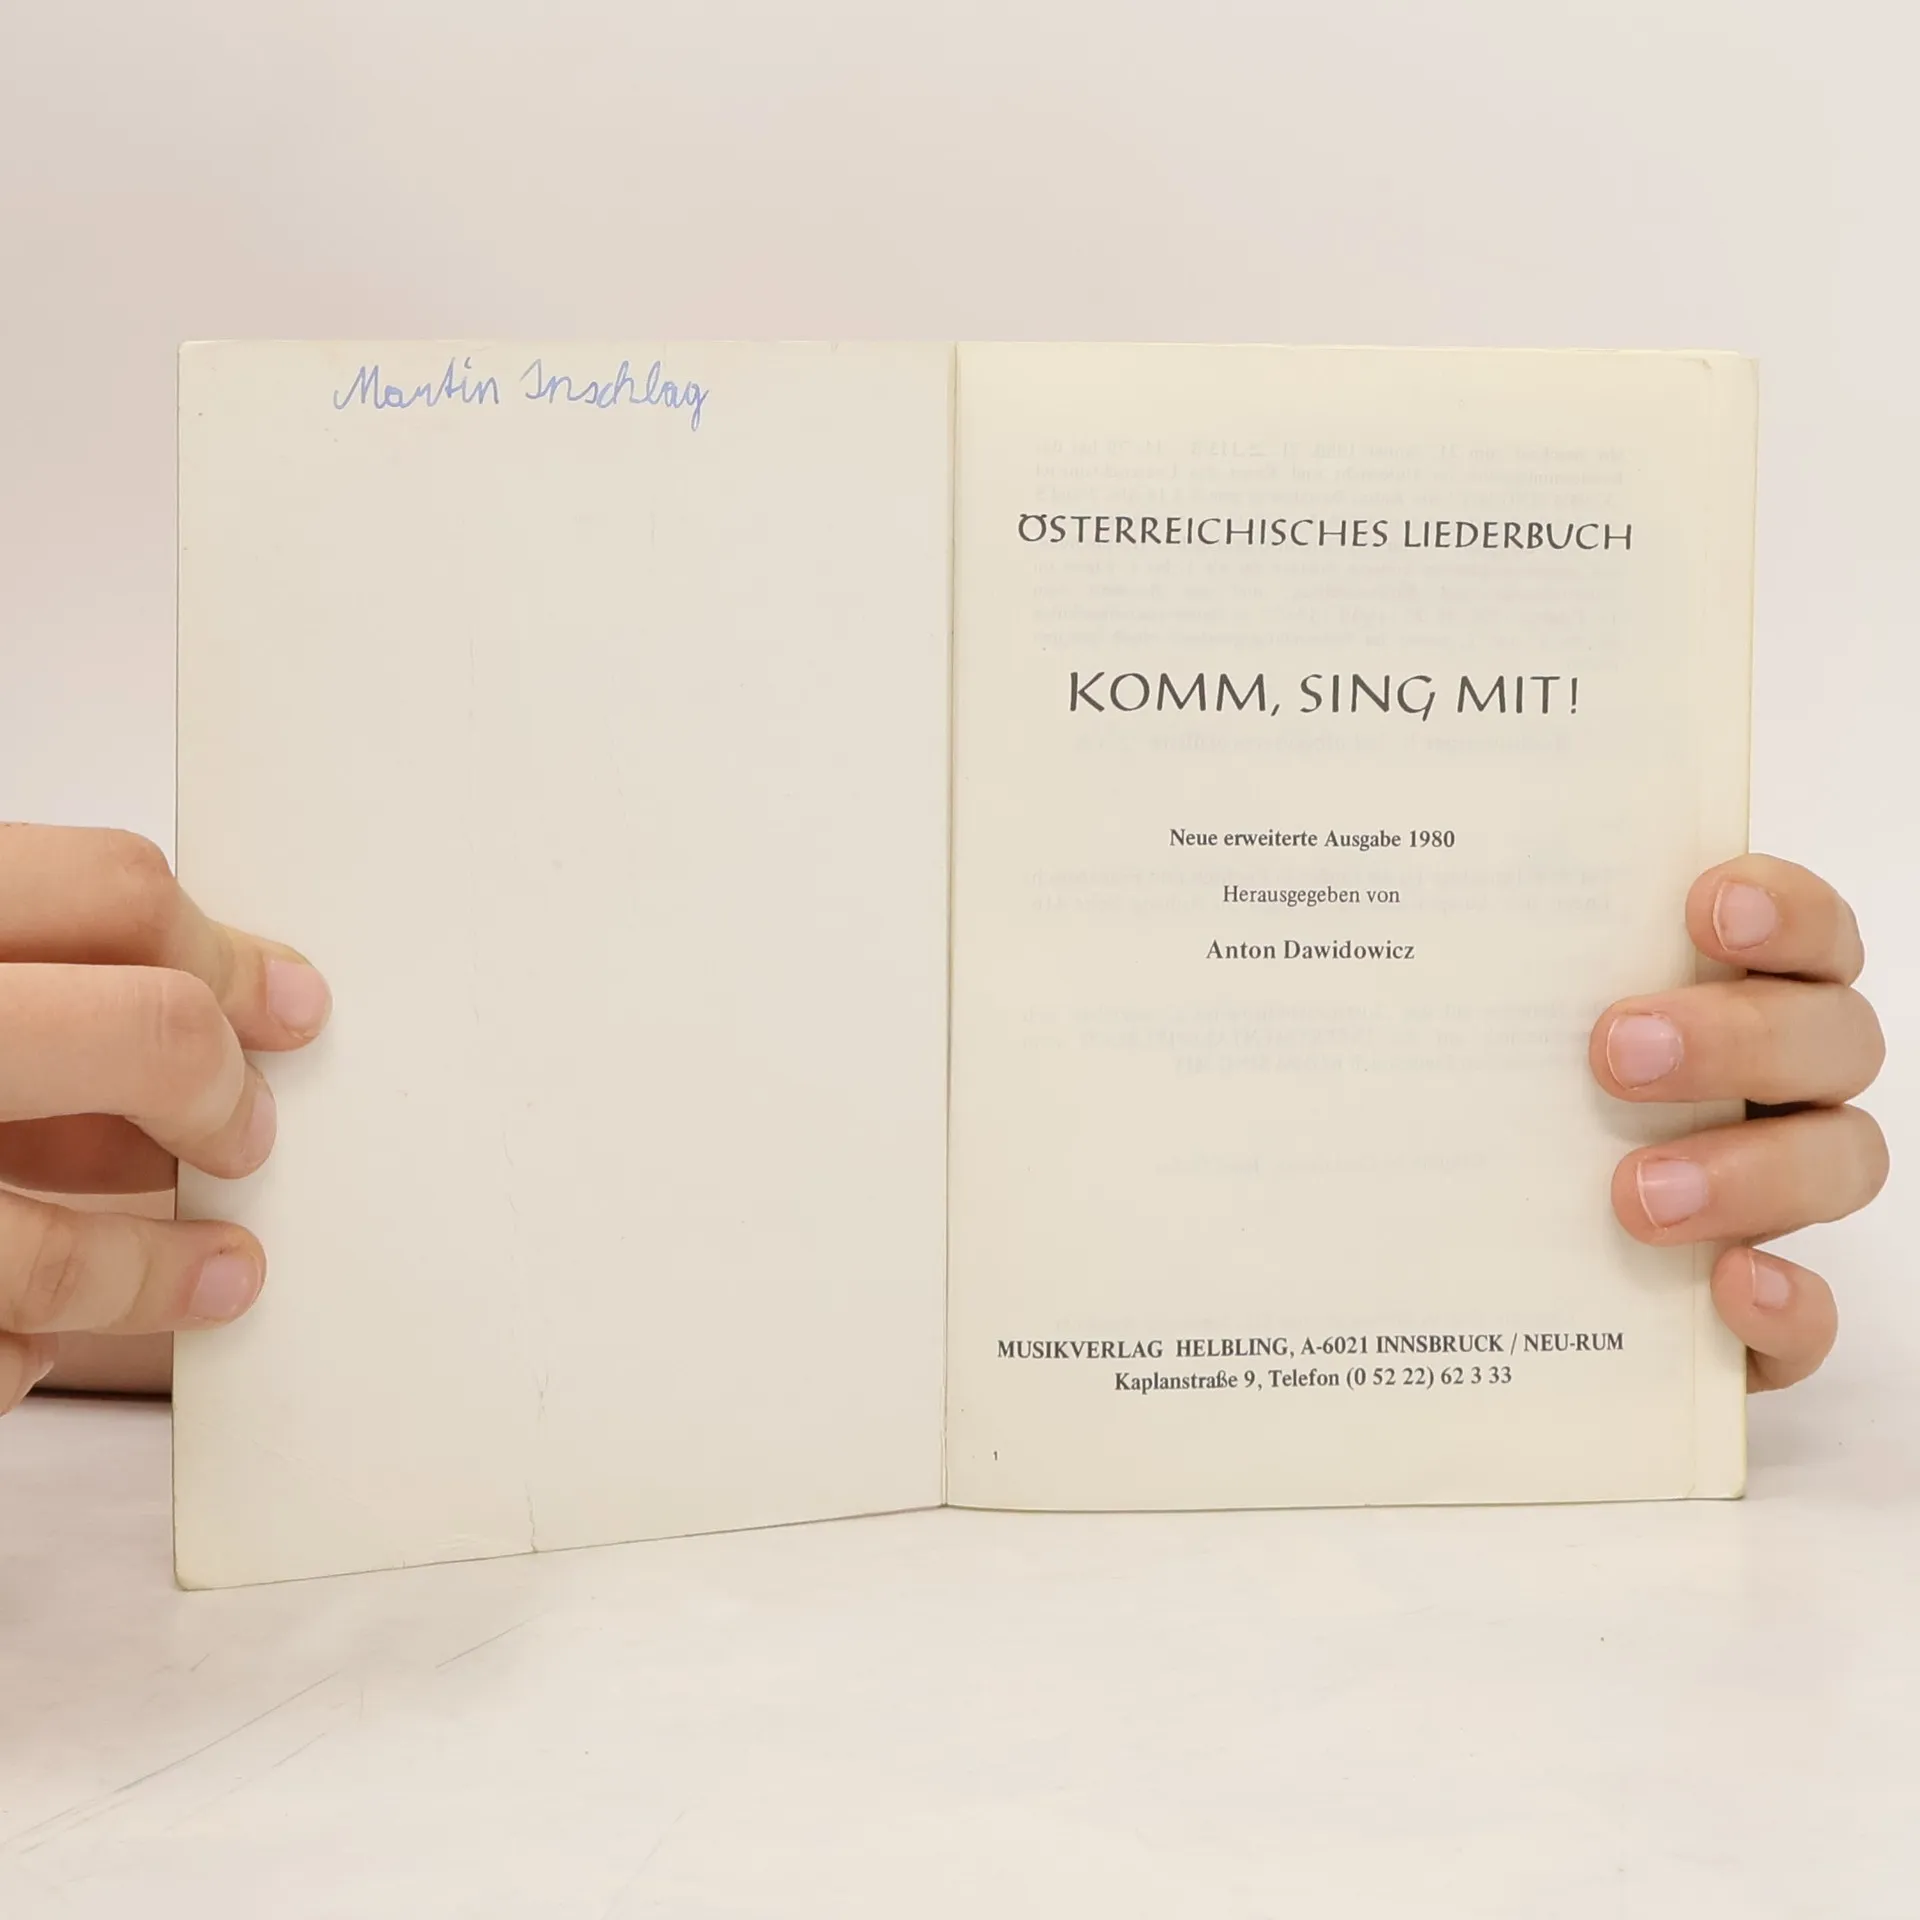 Martin Inschlag
ÖSTERREICHISCHES LIEDERBUCH
KOMM, SING MIT!
Neue erweiterte Ausgabe 1980
Herausgegeben von
Anton Dawidowicz
MUSIKVERLAG HELBLING, A-6021 INNSBRUCK / NEU-RUM
Kaplanstraße 9, Telefon (0 52 22) 62 3 33
1